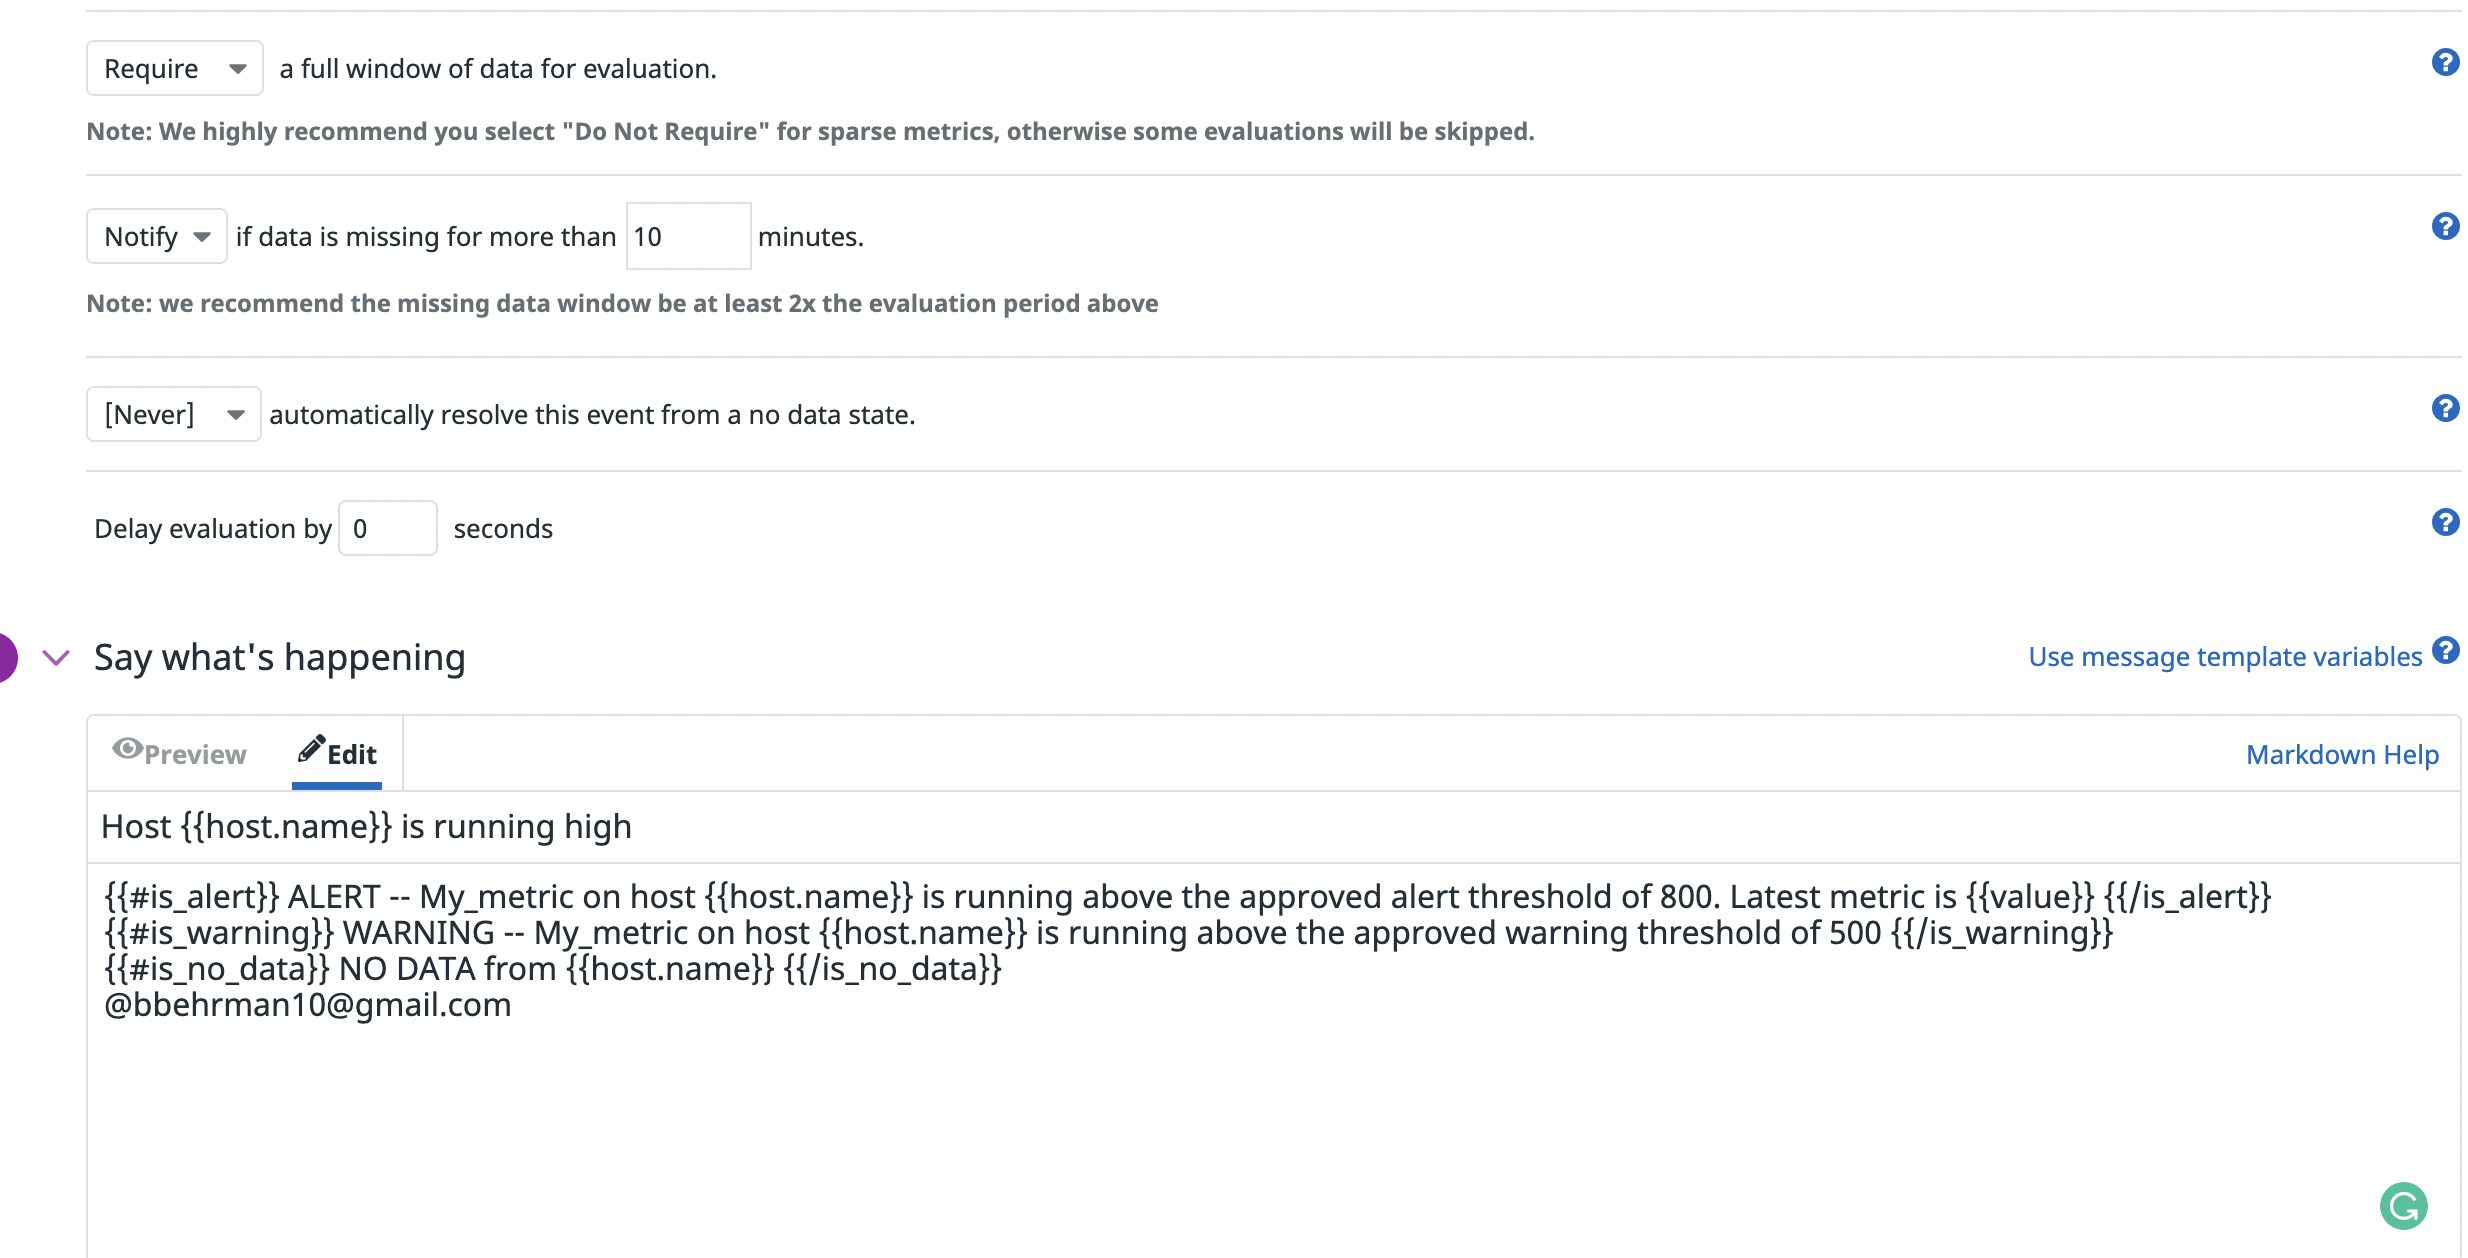 Require a full window of data for evaluation.
Note: We highly recommend you select "Do Not Require" for sparse metrics, otherwise some evaluations will be skipped.
Notify if data is missing for more than 10 minutes.
Note: we recommend the missing data window be at least 2x the evaluation period above
[Never] automatically resolve this event from a no data state.
Delay evaluation by 0 seconds
Say what's happening Use message template variables
Preview Edit Markdown Help
Host {{host.name}} is running high
{{#is_alert}} ALERT -- My_metric on host {{host.name}} is running above the approved alert threshold of 800. Latest metric is {{value}} {{/is_alert}}
{{#is_warning}} WARNING -- My_metric on host {{host.name}} is running above the approved warning threshold of 500 {{/is_warning}}
{{#is_no_data}} NO DATA from {{host.name}} {{/is_no_data}}
@bbehrman10@gmail.com